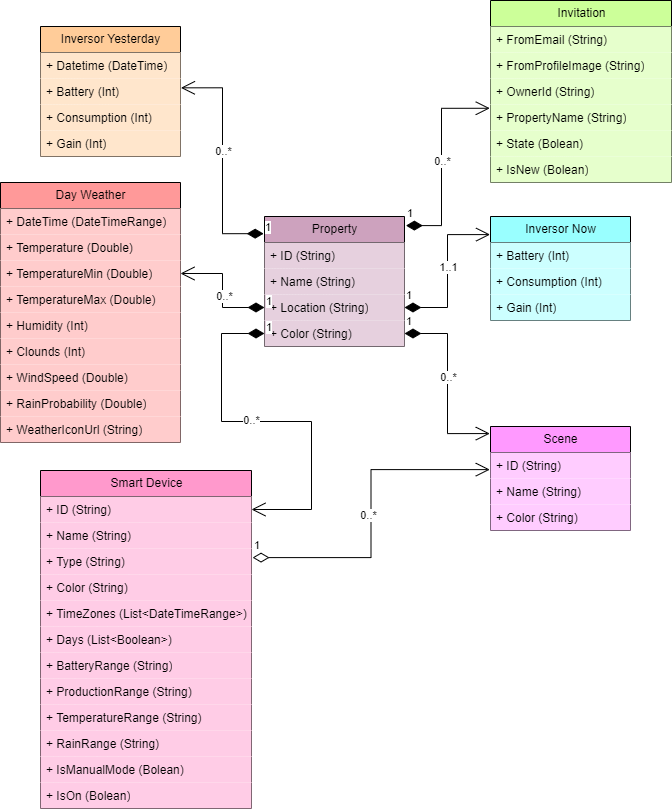 Inversor Yesterday
+ Datetime (DateTime)
+ Battery (Int)
+ Consumption (Int)
+ Gain (Int)
Invitation
+ FromEmail (String)
+ FromProfileImage (String)
+ OwnerId (String)
+ PropertyName (String)
+ State (Bolean)
+ IsNew (Bolean)
0..*
0..*
Day Weather
+ DateTime (DateTimeRange)
+ Temperature (Double)
+ TemperatureMin (Double)
+ TemperatureMax (Double)
+ Humidity (Int)
+ Clounds (Int)
+ WindSpeed (Double)
+ RainProbability (Double)
+ WeatherIconUrl (String)
1
1
Property
+ ID (String)
+ Name (String)
+ Location (String)
+ Color (String)
Inversor Now
+ Battery (Int)
+ Consumption (Int)
+ Gain (Int)
1..1
0..*
1
1
1
1
0..*
0..*
Scene
+ ID (String)
+ Name (String)
+ Color (String)
Smart Device
+ ID (String)
+ Name (String)
+ Type (String)
+ Color (String)
+ TimeZones (List<DateTimeRange>)
+ Days (List<Boolean>)
+ BatteryRange (String)
+ ProductionRange (String)
+ TemperatureRange (String)
+ RainRange (String)
+ IsManualMode (Bolean)
+ IsOn (Bolean)
1
0..*